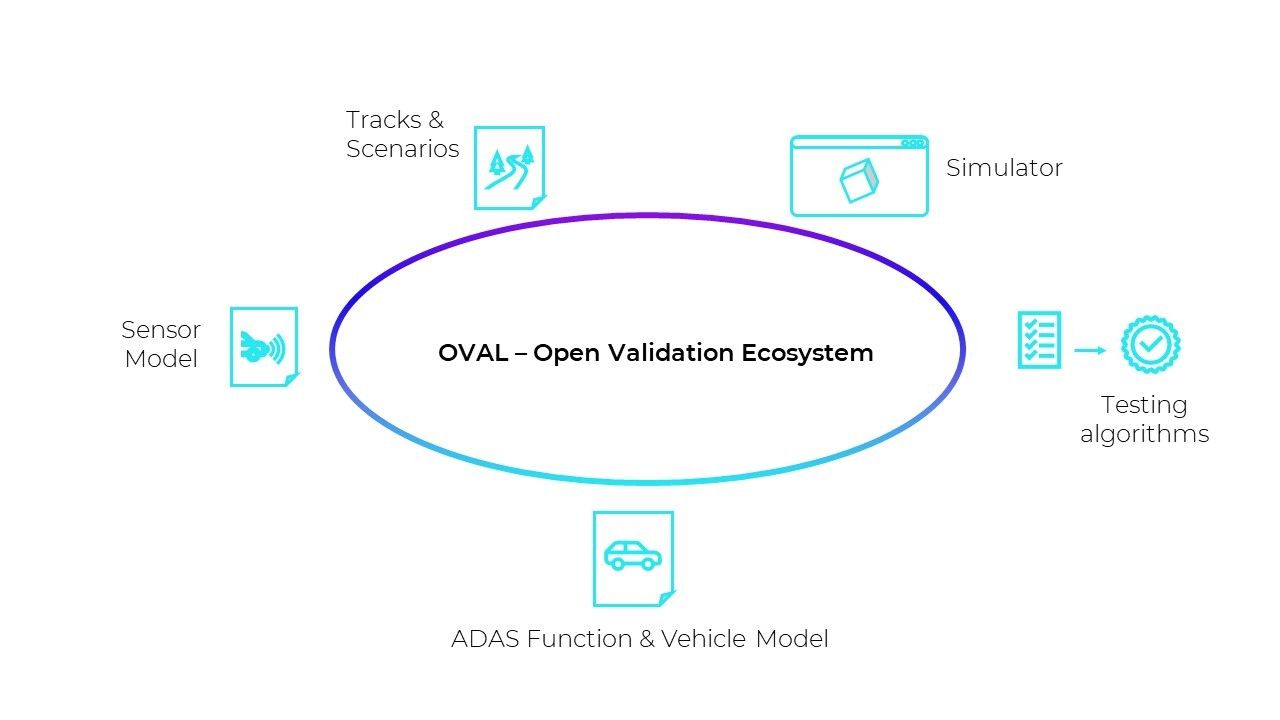 Tracks &
Scenarios
Simulator
Sensor
Model
OVAL – Open Validation Ecosystem
Testing
algorithms
ADAS Function & Vehicle Model